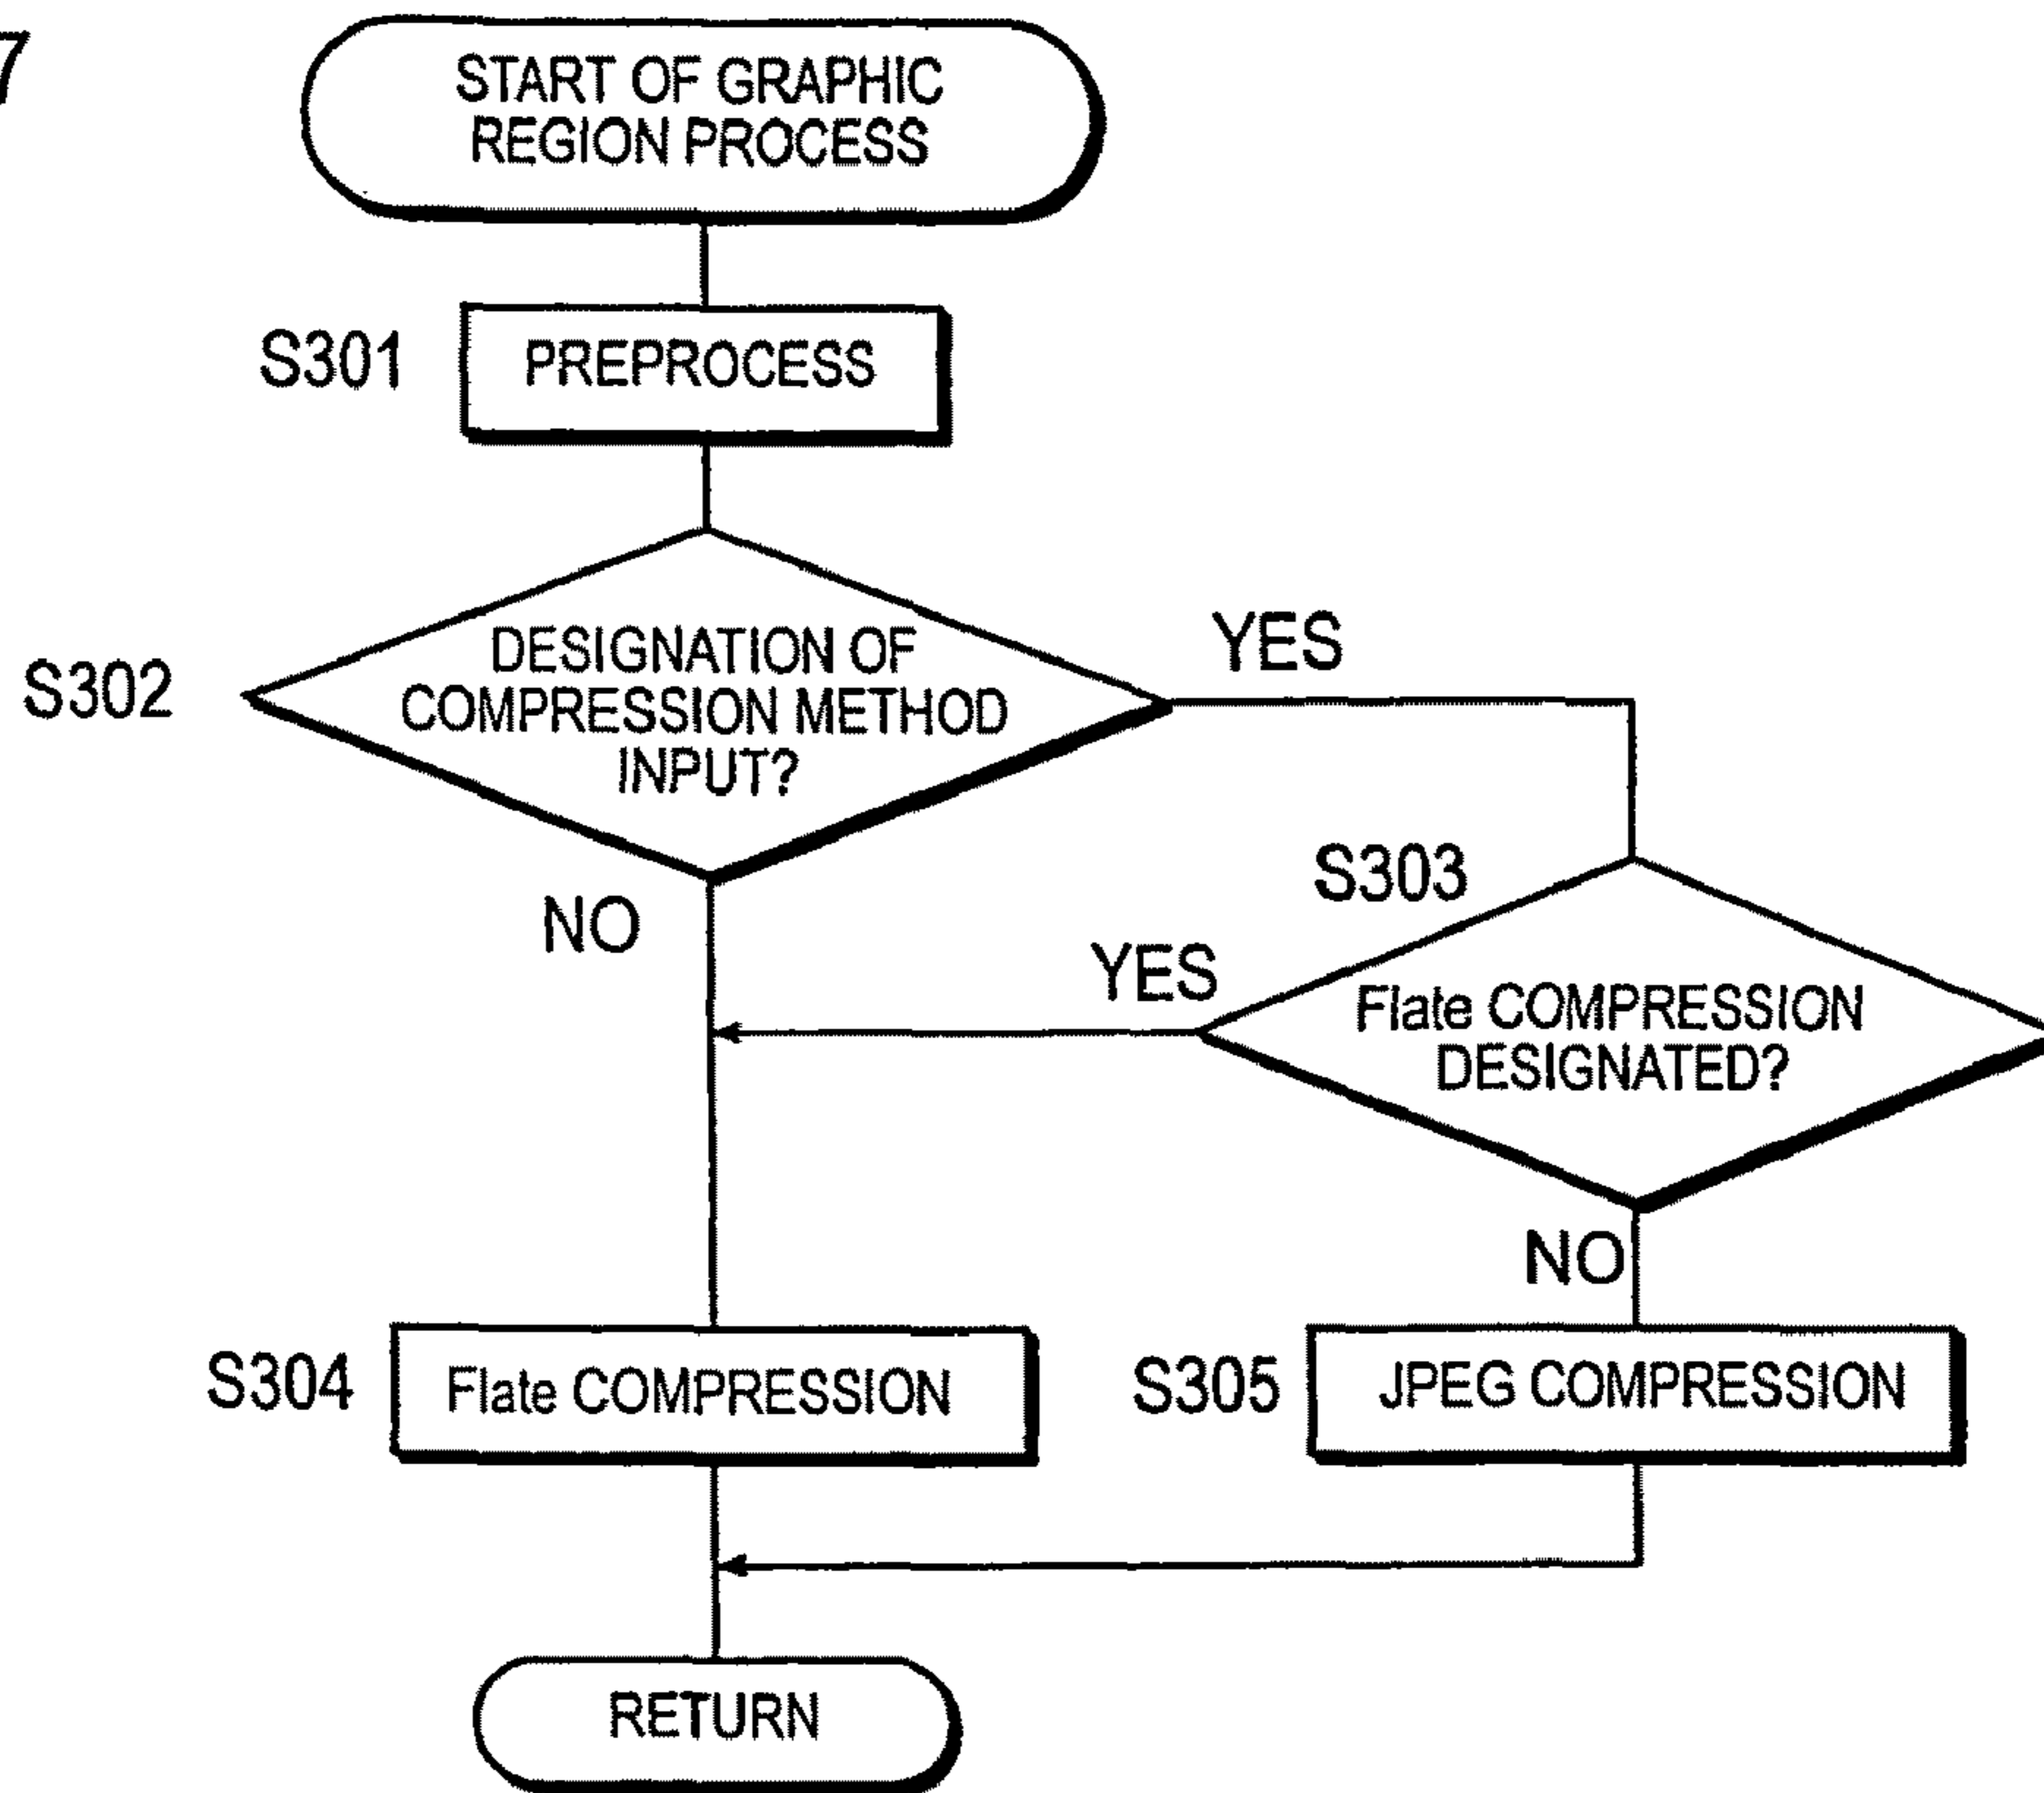 7
START OF GRAPHIC
REGION PROCESS
S301
PREPROCESS
S302
DESIGNATION OF
COMPRESSION METHOD
INPUT?
YES
NO
S303
YES
Flate COMPRESSION
DESIGNATED?
NO
S304
Flate COMPRESSION
S305
JPEG COMPRESSION
RETURN